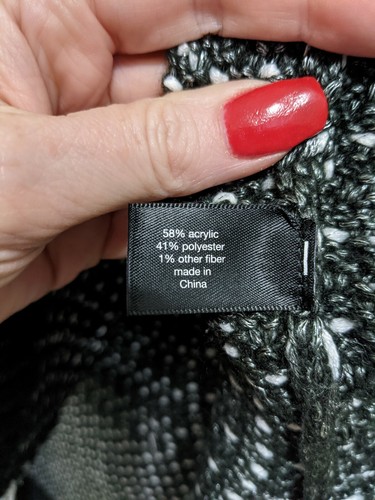 58% acrylic
41% polyester
1% other fiber
made in
China